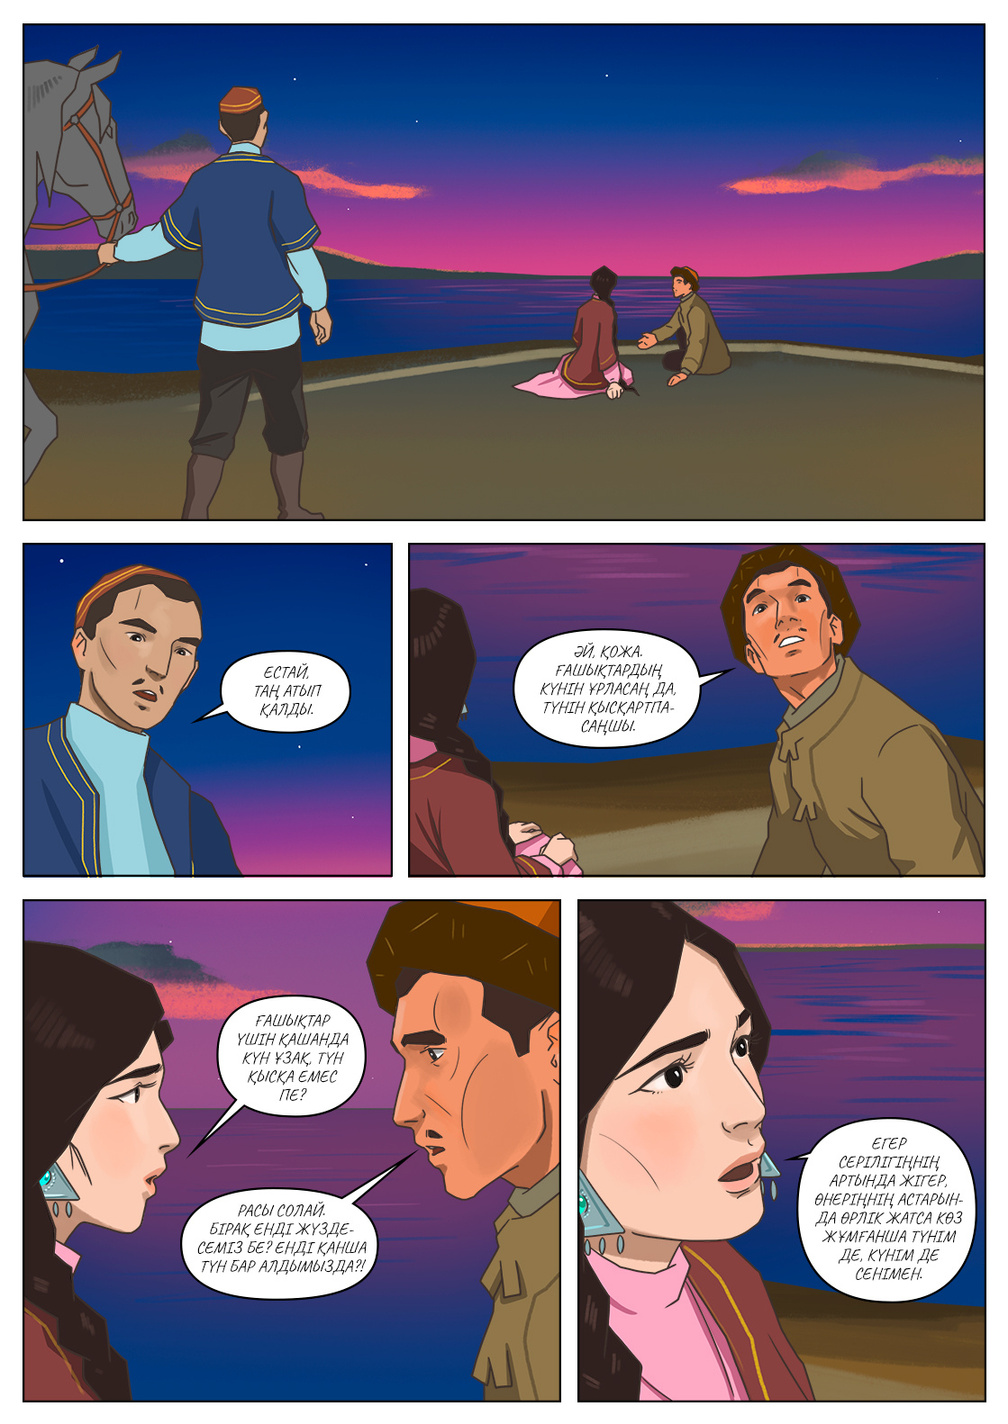 ЕСТАЙ,
ТАҢ АТЫП
ҚАЛДЫ.
ӘЙ, ҚОЖА.
ҒАШЫҚТАРДЫҢ
КҮНІН ҰРЛАСАҢ ДА,
ТҮНІН ҚЫСҚАРТПА-
САҢШЫ.
ҒАШЫҚТАР
ҮШІН ҚАШАНДА
КҮН ҰЗАҚ, ТҮН
ҚЫСҚА ЕМЕС
ПЕ?
РАСЫ СОЛАЙ.
БІРАҚ ЕНДІ ЖҮЗДЕ-
СЕМІЗ БЕ? ЕНДІ ҚАНША
ТҮН БАР АЛДЫМЫЗДА?!
ЕГЕР
СЕРІЛІГІҢНІҢ
АРТЫНДА ЖІГЕР,
ӨНЕРІҢНІҢ АСТАРЫН-
ДА ӨРЛІК ЖАТСА КӨЗ
ЖҰМҒАНША ТҮНІМ
ДЕ, КҮНІМ ДЕ
СЕНІМЕН.